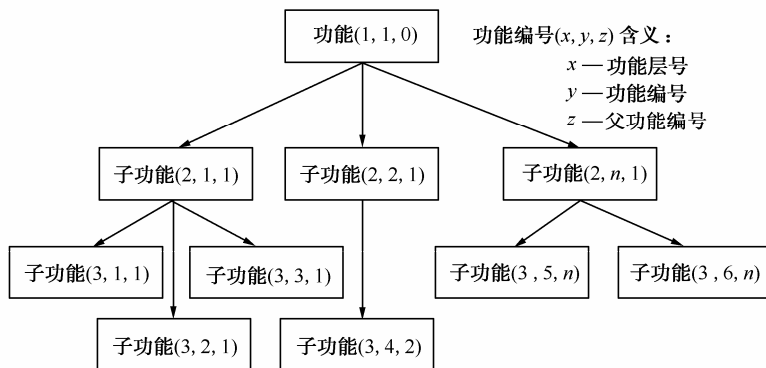 功能(1, 1, 0)
功能编号(x, y, z) 含义：
x —功能层号
y —功能编号
z —父功能编号
子功能(2, 1, 1)
子功能(2, 2, 1)
子功能(2, n, 1)
子功能(3, 1, 1)
子功能(3, 3, 1)
子功能(3 , 5, n)
子功能(3 , 6, n)
子功能(3, 2, 1)
子功能(3, 4, 2)